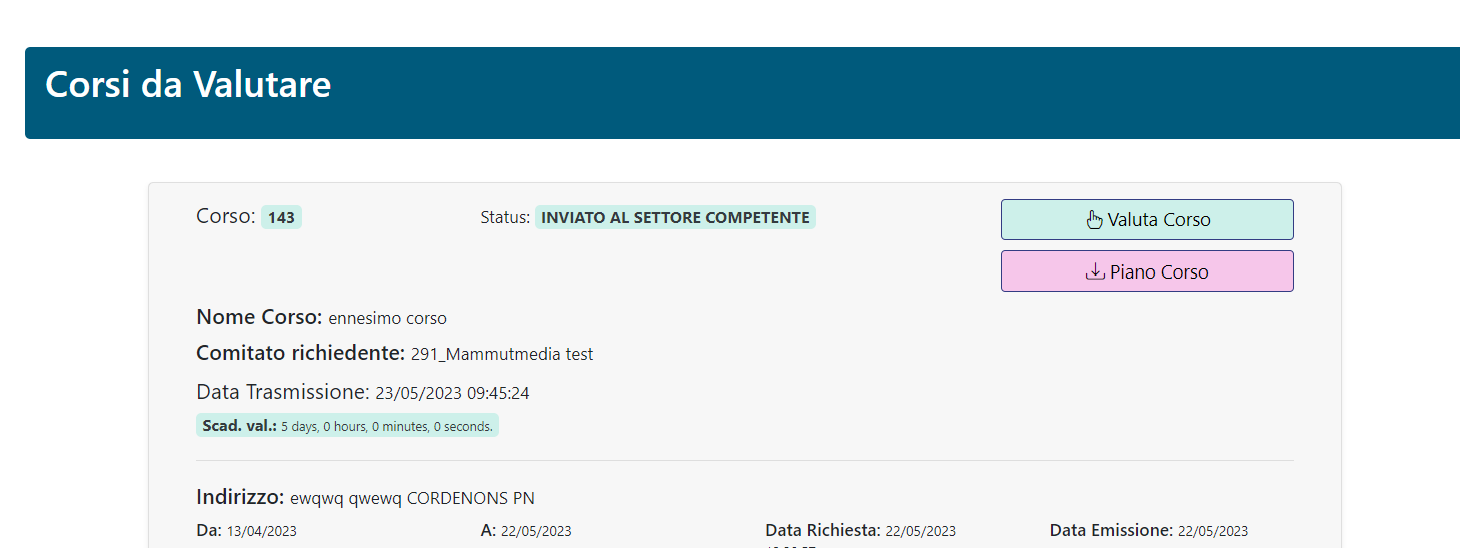 Corsi da Valutare
Corso: 143
Status: INVIATO AL SETTORE COMPETENTE
Valuta Corso
Piano Corso
Nome Corso: ennesimo corso
Comitato richiedente: 291_Mammutmedia test
Data Trasmissione: 23/05/2023 09:45:24
Scad. val.: 5 days, 0 hours, 0 minutes, 0 seconds.
Indirizzo: ewqwq qwewq CORDENONS PN
Da: 13/04/2023
A: 22/05/2023
Data Richiesta: 22/05/2023
Data Emissione: 22/05/2023